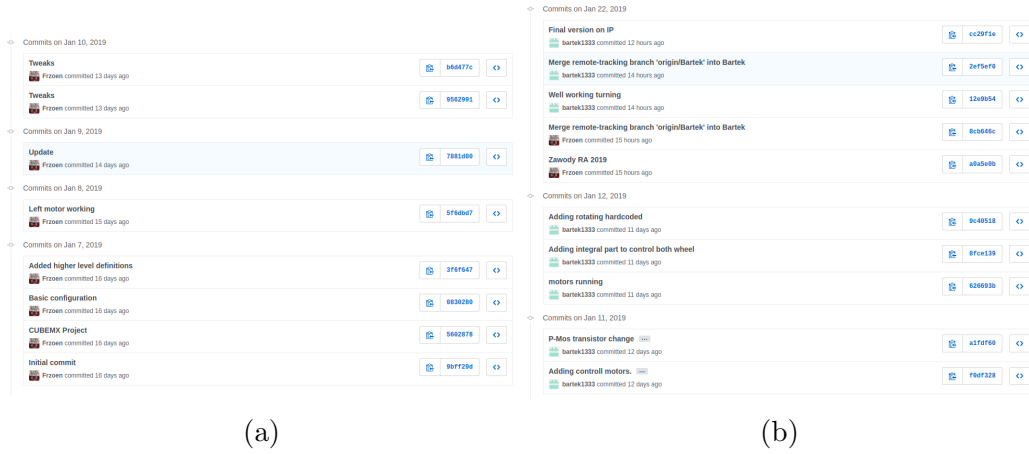 Commits on Jan 10, 2019
Tweaks
Frzoen committed 13 days ago
b6d477c
Tweaks
Frzoen committed 13 days ago
9562991
Commits on Jan 9, 2019
Update
Frzoen committed 14 days ago
7881d80
Commits on Jan 8, 2019
Left motor working
Frzoen committed 15 days ago
5f6dbd7
Commits on Jan 7, 2019
Added higher level definitions
Frzoen committed 16 days ago
3f6f647
Basic configuration
Frzoen committed 16 days ago
0830280
CUBEMX Project
Frzoen committed 16 days ago
5602878
Initial commit
Frzoen committed 16 days ago
9bff29d
(a)
Commits on Jan 22, 2019
Final version on IP
bartek1333 committed 12 hours ago
cc29f1e
Merge remote-tracking branch 'origin/Bartek' into Bartek
bartek1333 committed 14 hours ago
2ef5ef0
Well working turning
bartek1333 committed 14 hours ago
12e9b54
Merge remote-tracking branch 'origin/Bartek' into Bartek
Frzoen committed 15 hours ago
8cb646c
Zawody RA 2019
Frzoen committed 15 hours ago
a0a5e0b
Commits on Jan 12, 2019
Adding rotating hardcoded
bartek1333 committed 11 days ago
9c40518
Adding integral part to control both wheel
bartek1333 committed 11 days ago
8fce139
motors running
bartek1333 committed 11 days ago
626693b
Commits on Jan 11, 2019
P-Mos transistor change ...
bartek1333 committed 12 days ago
a1fdf60
Adding controll motors. ...
bartek1333 committed 12 days ago
f0df328
(b)